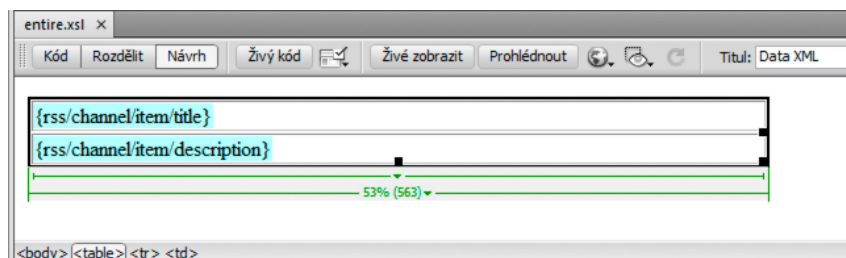 entire.xsl ×
Kód Rozdělit Návrh Živý kód Živé zobrazit Prohlédnout Titul: Data XML
{rss/channel/item/title}
{rss/channel/item/description}
53% (563)
<body> <table> <tr> <td>